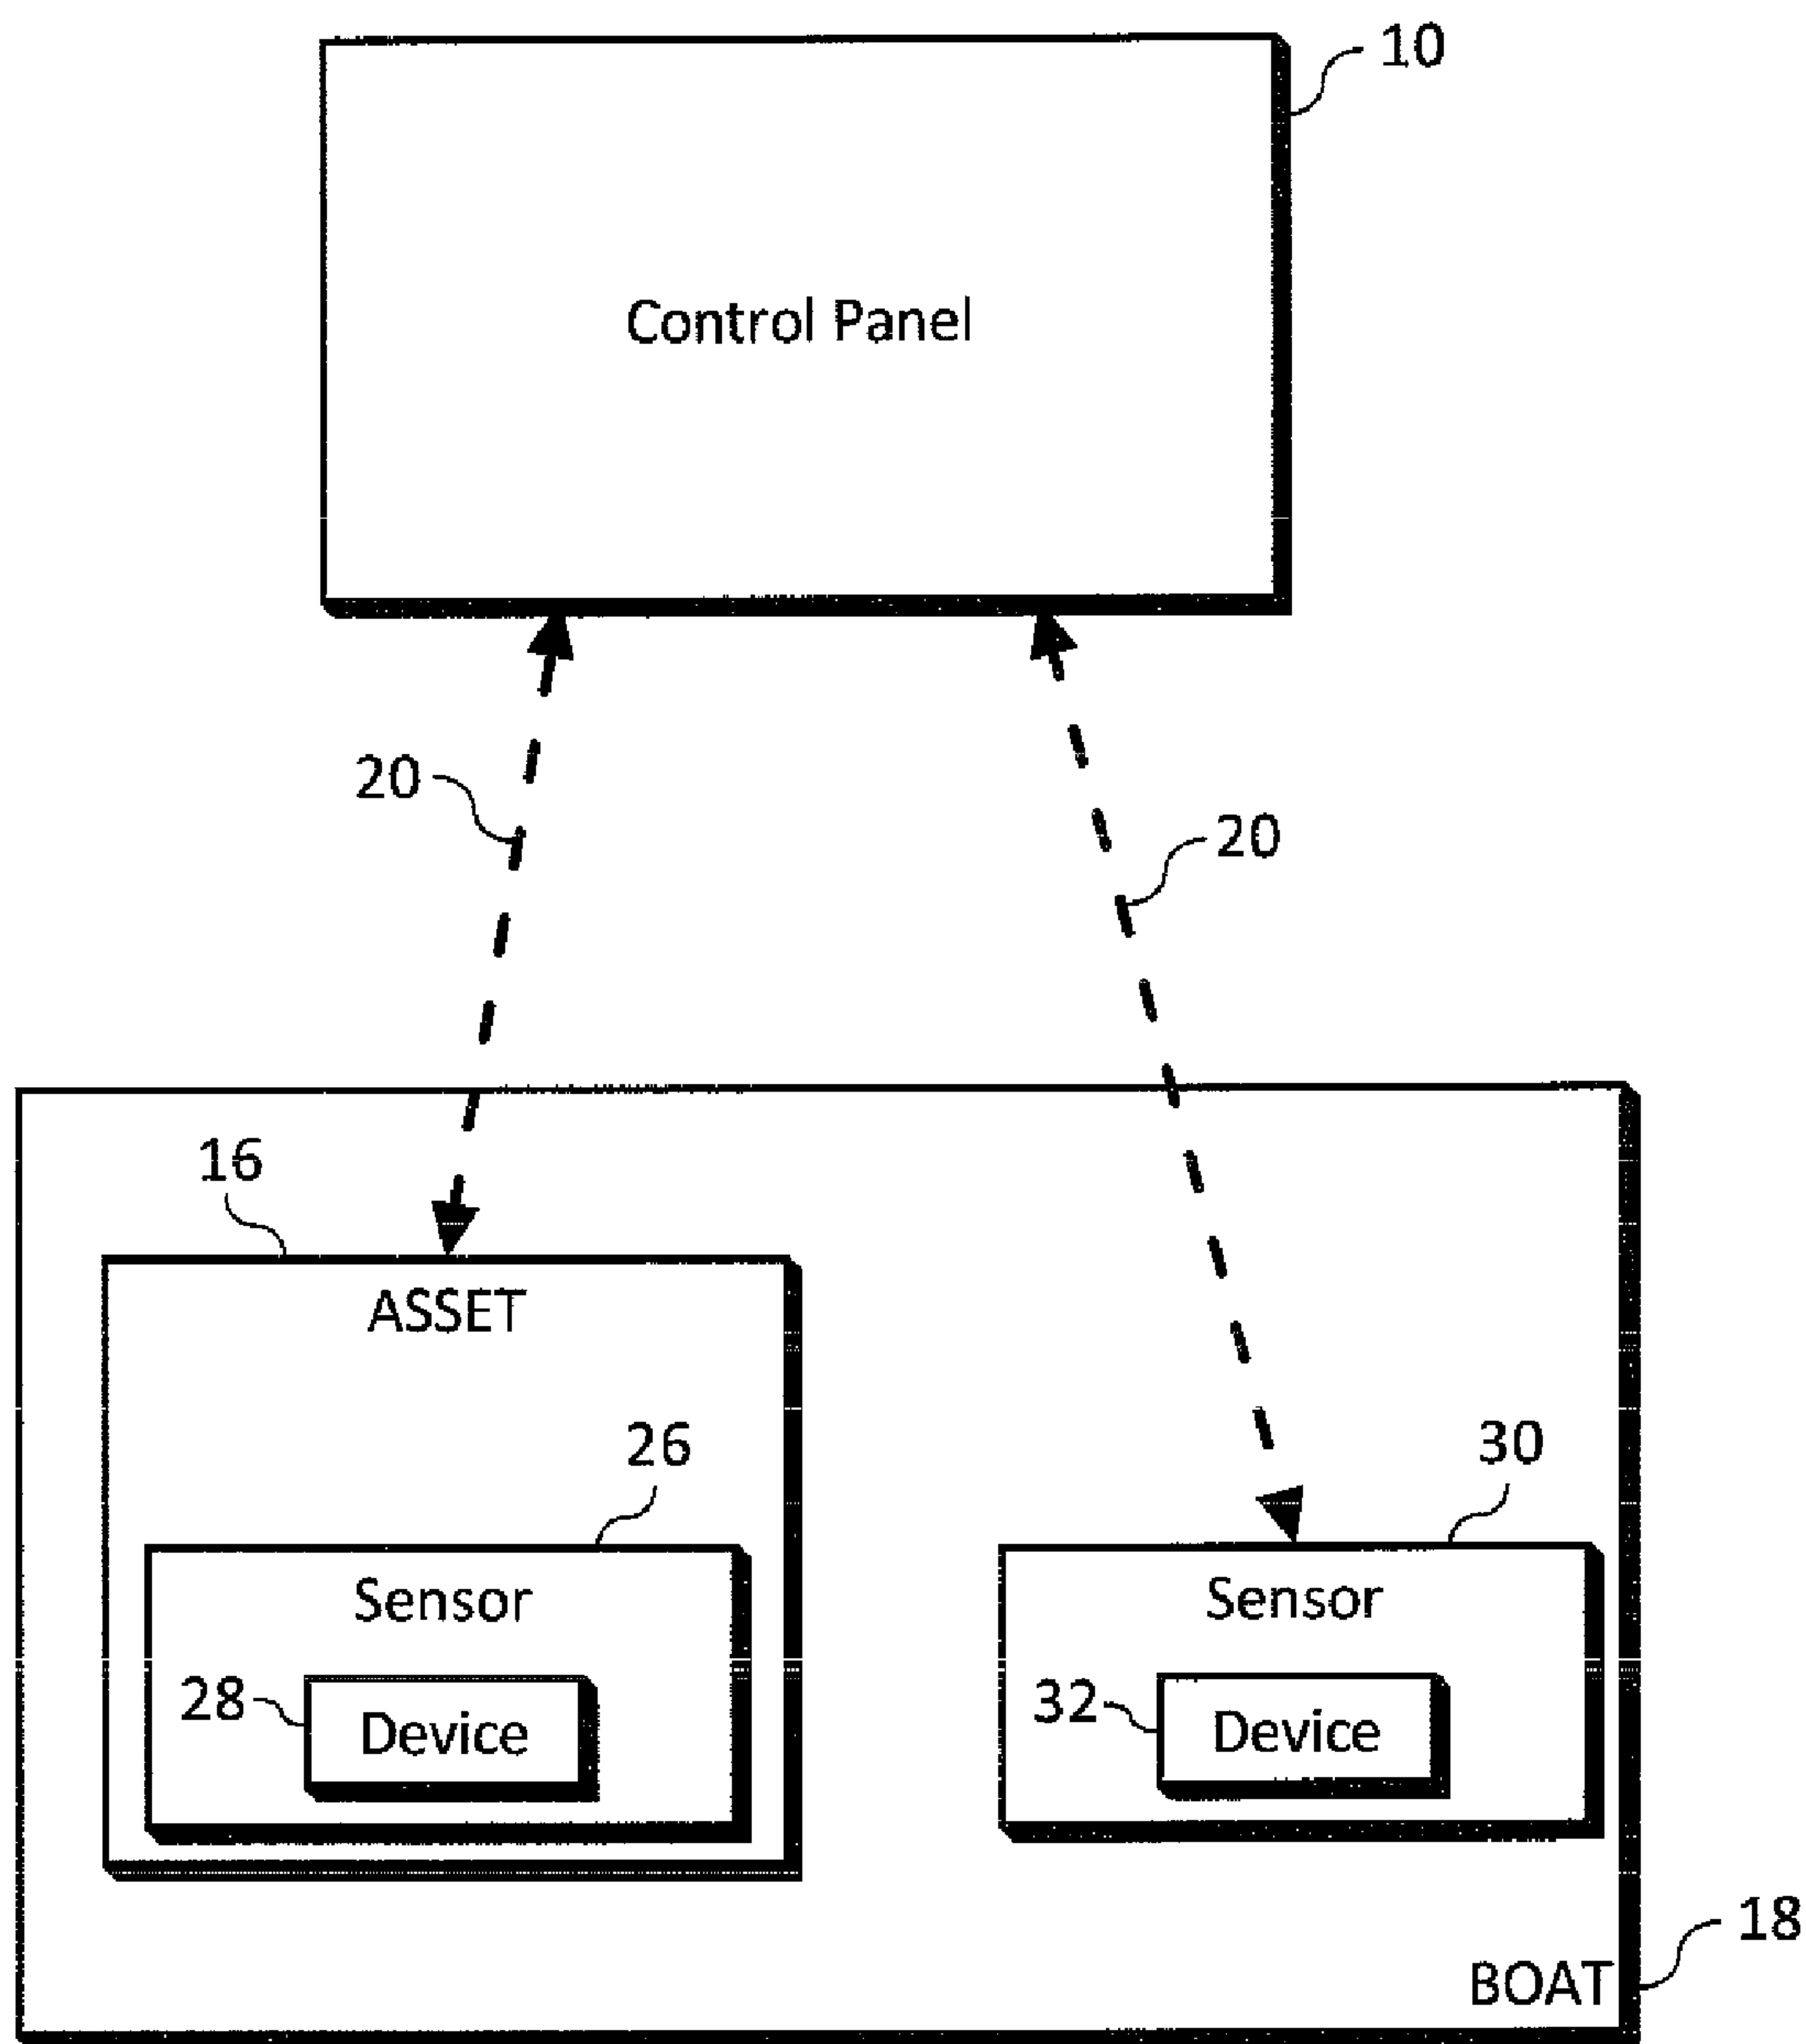 10
Control Panel
20
20
16
ASSET
26
30
Sensor
Sensor
28
Device
32
Device
18
BOAT